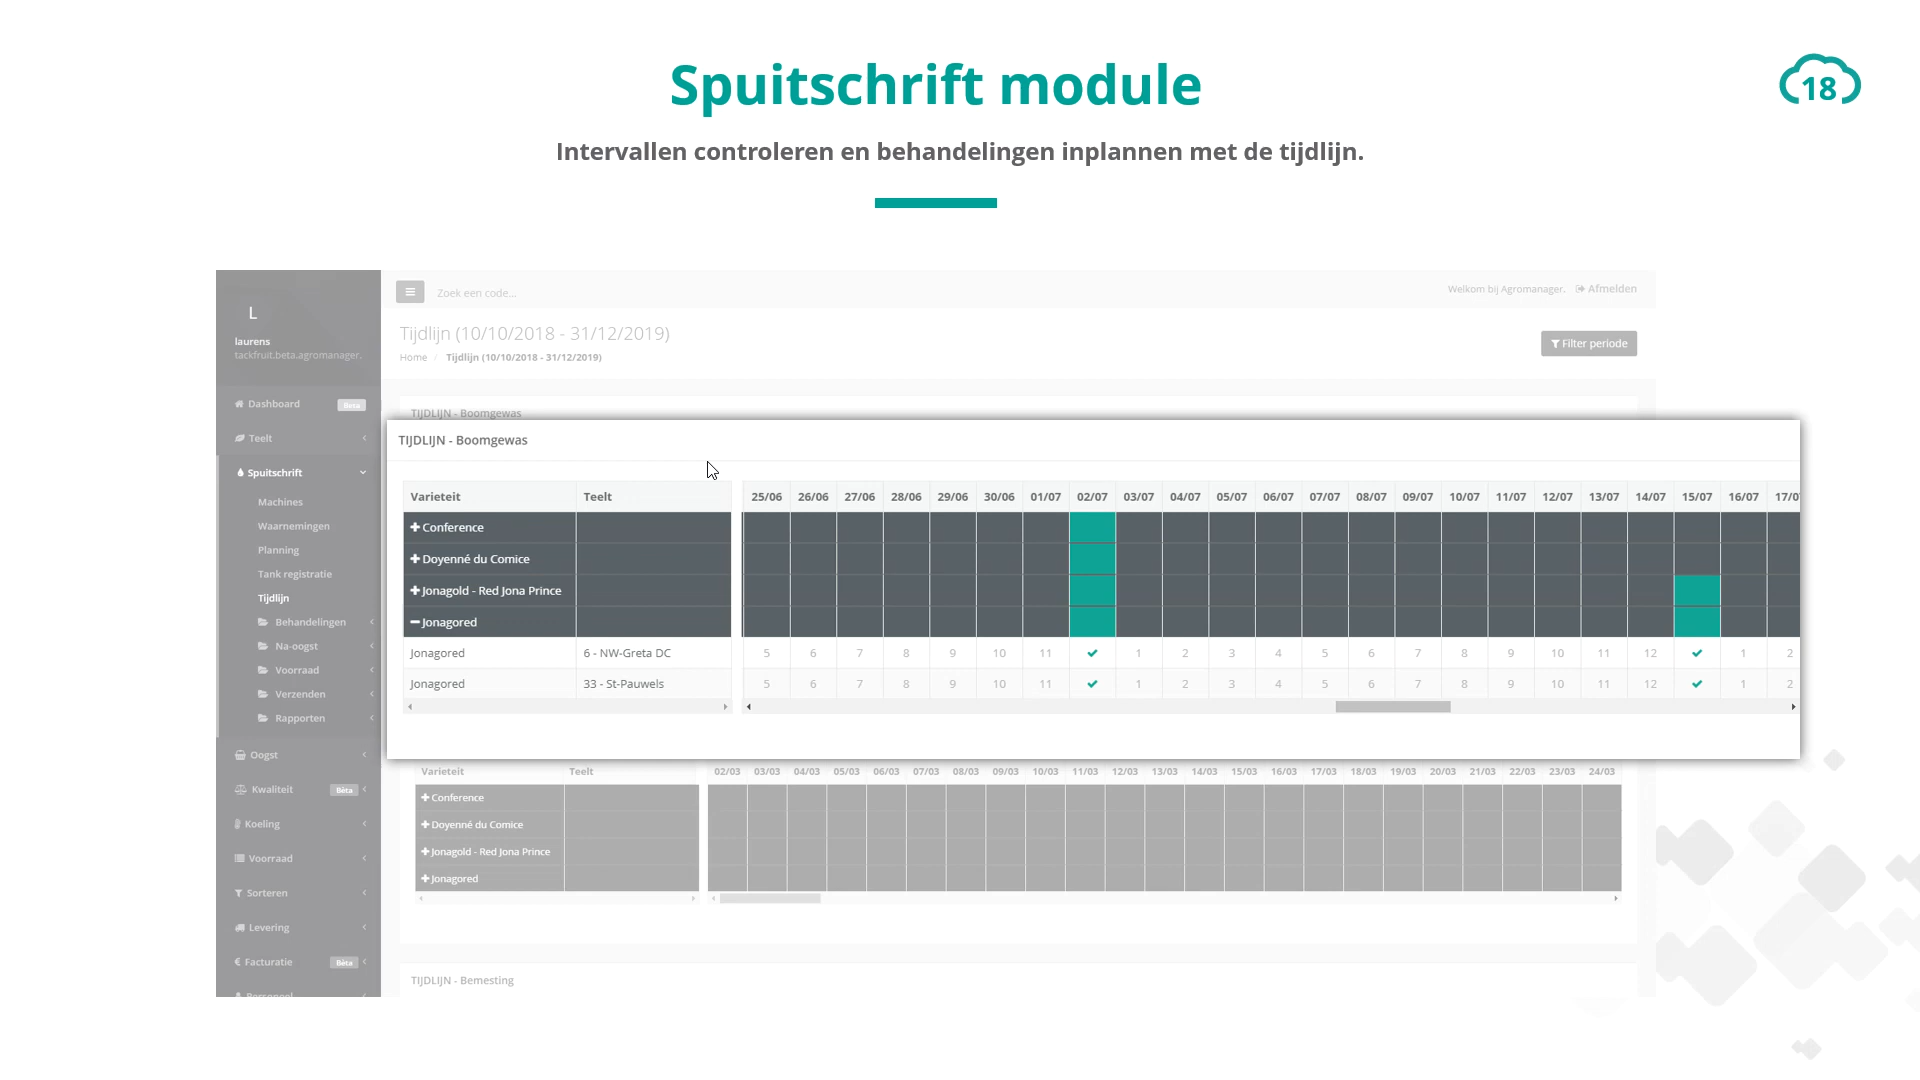 Spuitschrift module
18
Intervallen controleren en behandelingen inplannen met de tijdlijn.
L
laurens
tackfruit.beta.agromanager.
Zoek een code...
Welkom bij Agromanager. Afmelden
Tijdlijn (10/10/2018 - 31/12/2019)
Home / Tijdlijn (10/10/2018 - 31/12/2019)
Filter periode
Dashboard Beta
Teelt
Spuitschrift
Machines
Waarnemingen
Planning
Tank registratie
Tijdlijn
Behandelingen
Na-oogst
Voorraad
Verzenden
Rapporten
Oogst
Kwaliteit Bèta
Koeling
Voorraad
Sorteren
Levering
Facturatie Bèta
Personeel
TIJDLIJN - Boomgewas
TIJDLIJN - Boomgewas
Varieteit Teelt 25/06 26/06 27/06 28/06 29/06 30/06 01/07 02/07 03/07 04/07 05/07 06/07 07/07 08/07 09/07 10/07 11/07 12/07 13/07 14/07 15/07 16/07 17/0
Conference
Doyenné du Comice
Jonagold - Red Jona Prince
Jonagored
Jonagored 6 - NW-Greta DC 5 6 7 8 9 10 11 ✔ 1 2 3 4 5 6 7 8 9 10 11 12 ✔ 1 2
Jonagored 33 - St-Pauwels 5 6 7 8 9 10 11 ✔ 1 2 3 4 5 6 7 8 9 10 11 12 ✔ 1 2
Varieteit Teelt 02/03 03/03 04/03 05/03 06/03 07/03 08/03 09/03 10/03 11/03 12/03 13/03 14/03 15/03 16/03 17/03 18/03 19/03 20/03 21/03 22/03 23/03 24/03
Conference
Doyenné du Comice
Jonagold - Red Jona Prince
Jonagored
TIJDLIJN - Bemesting